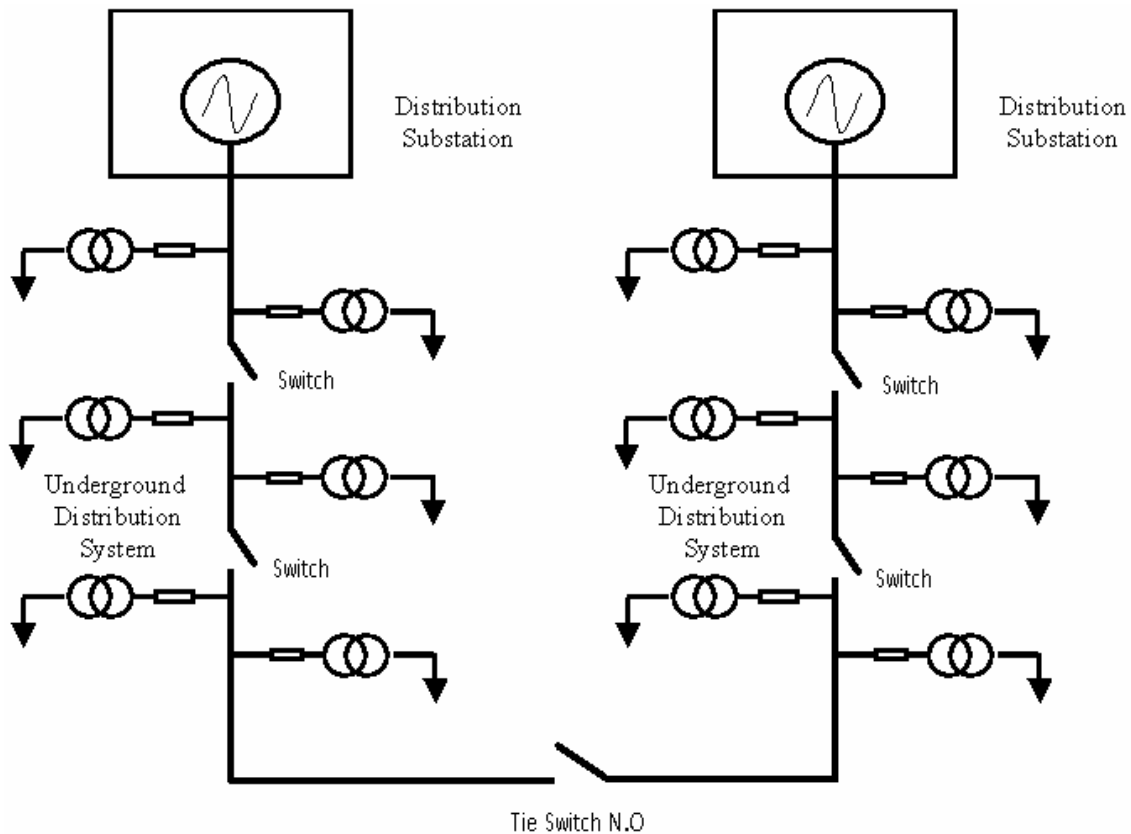 Distribution
Substation
Distribution
Substation
Switch
Switch
Underground
Distribution
System
Underground
Distribution
System
Switch
Switch
Tie Switch N.O